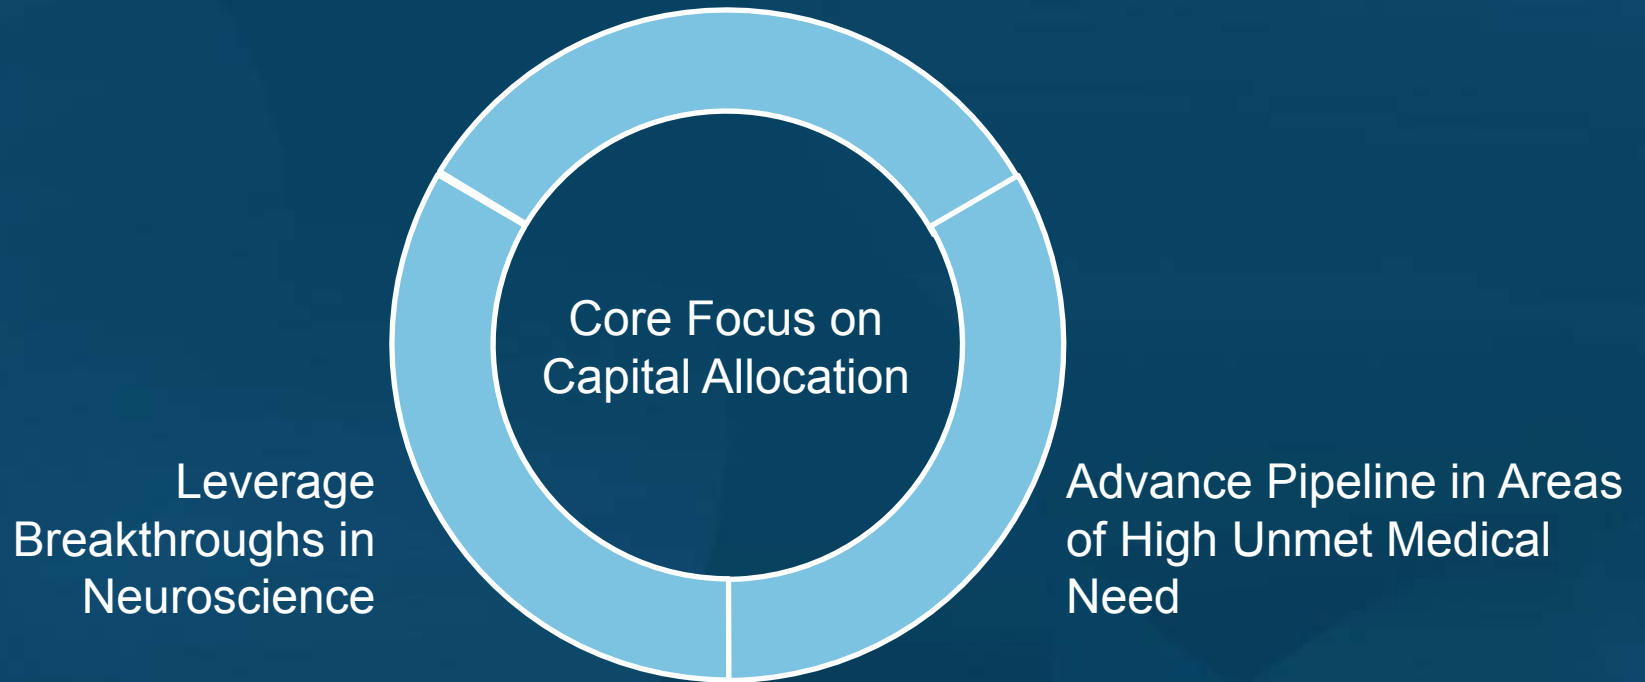 Core Focus on
Capital Allocation
Leverage
Breakthroughs in
Neuroscience
Advance Pipeline in Areas
of High Unmet Medical
Need